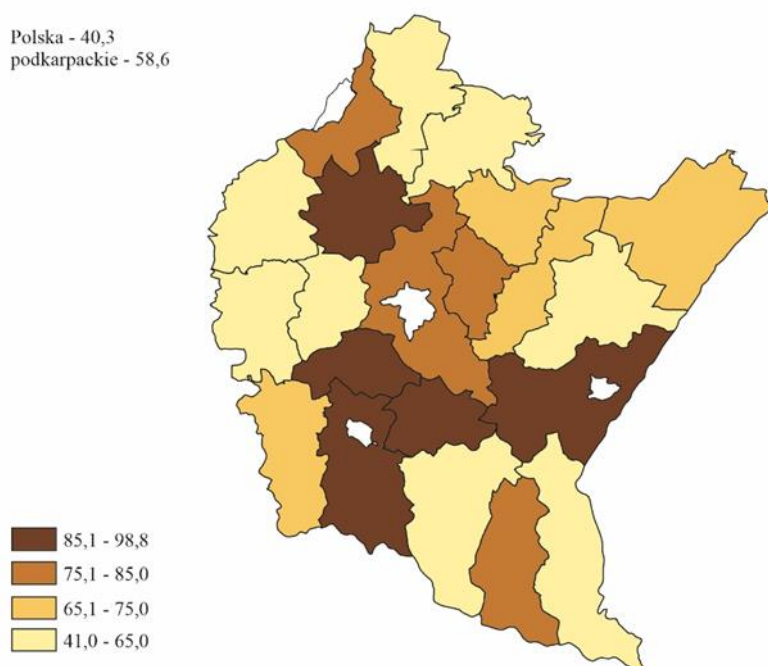 Polska - 40,3
podkarpackie - 58,6
85,1 - 98,8
75,1 - 85,0
65,1 - 75,0
41,0 - 65,0